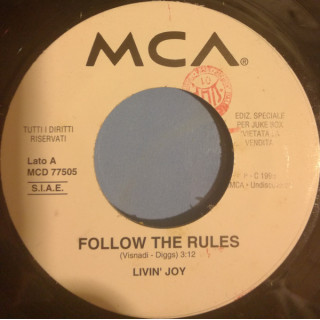 MCA®
TUTTI I DIRITTI
RISERVATI
Lato A
MCD 77505
S.I.A.E.
EDIZ. SPECIALE
PER JUKE BOX
VIETATA LA
VENDITA
FOLLOW THE RULES
(Visnadi - Diggs) 3:12
LIVIN' JOY